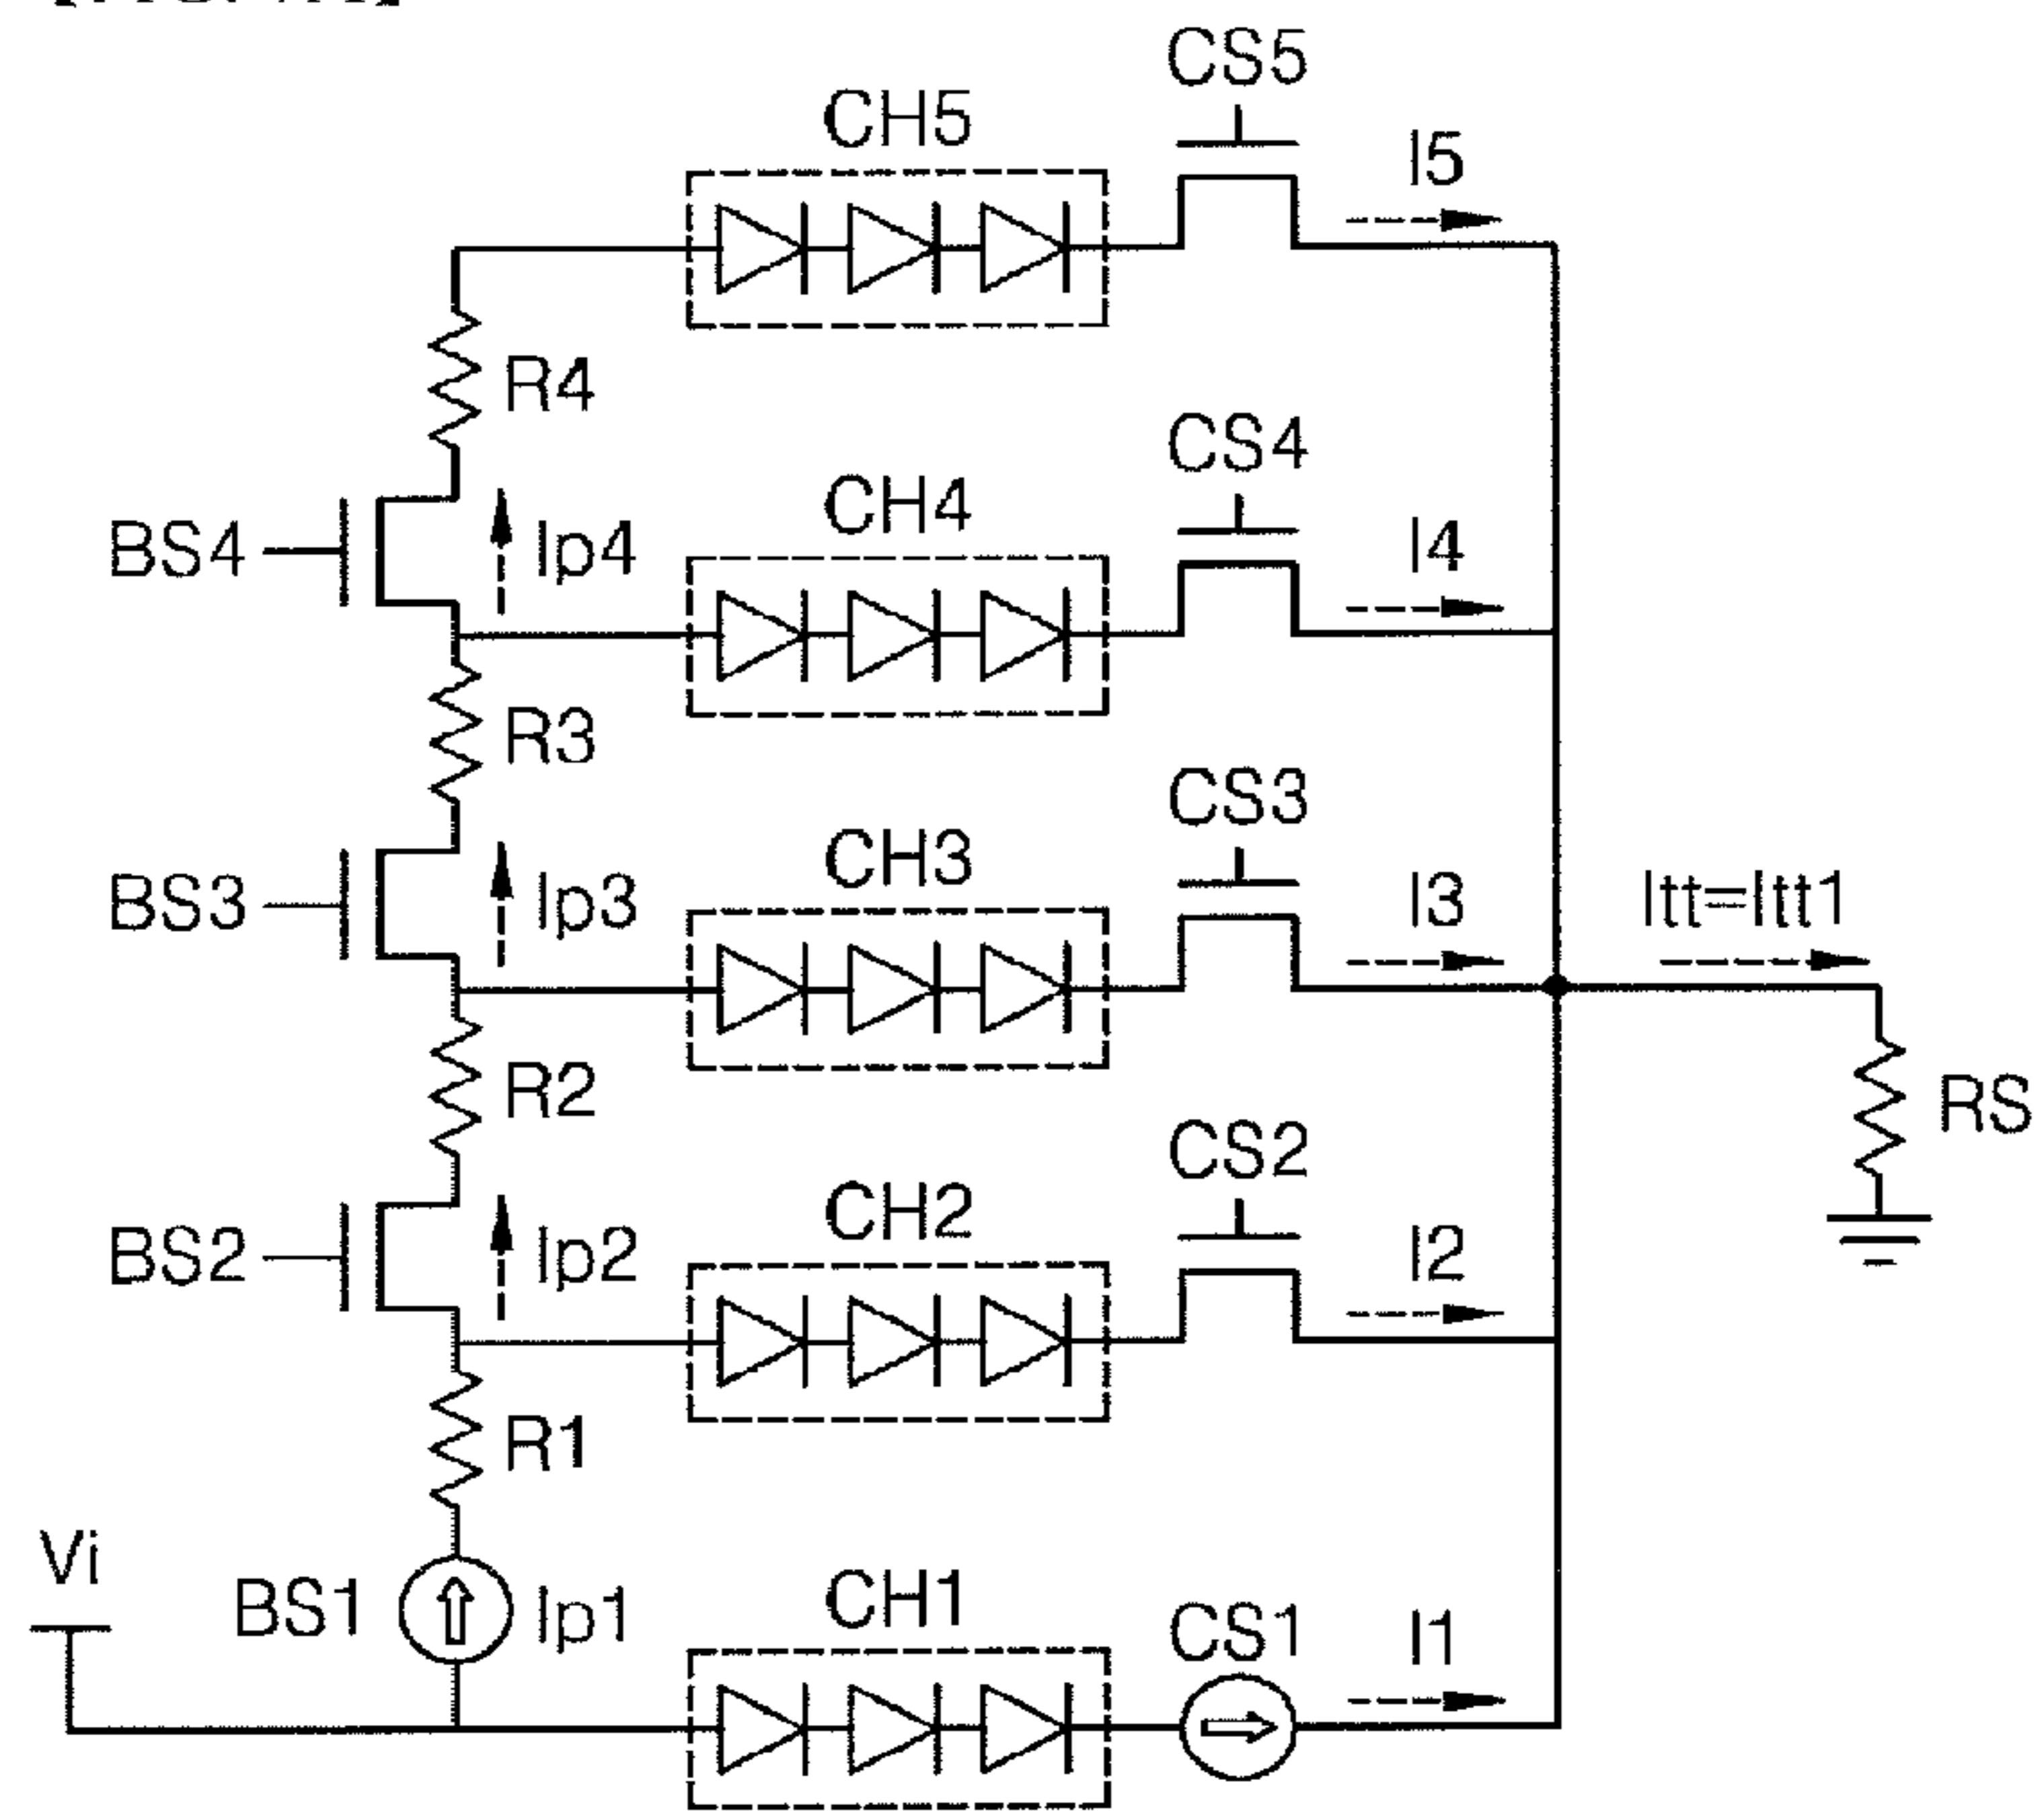 CS5
CH5
I5
R4
CS4
CH4
BS4
Ip4
I4
R3
CS3
CH3
BS3
Ip3
I3
Itt=Itt1
R2
RS
CS2
CH2
BS2
Ip2
I2
R1
Vi
BS1
Ip1
CH1
CS1
I1